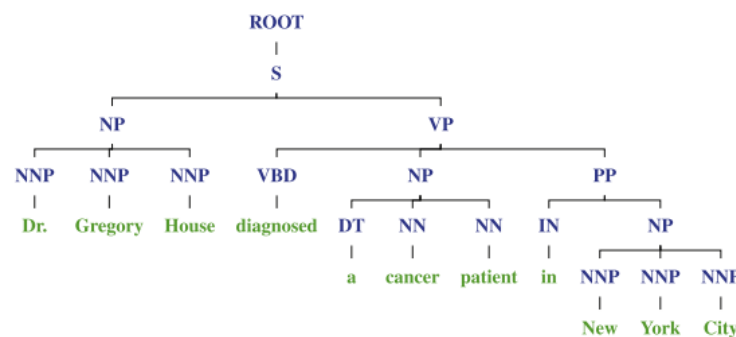 ROOT
S
NP VP
NNP NNP NNP VBD NP PP
Dr. Gregory House diagnosed DT NN NN IN NP
a cancer patient in NNP NNP NNP
New York City